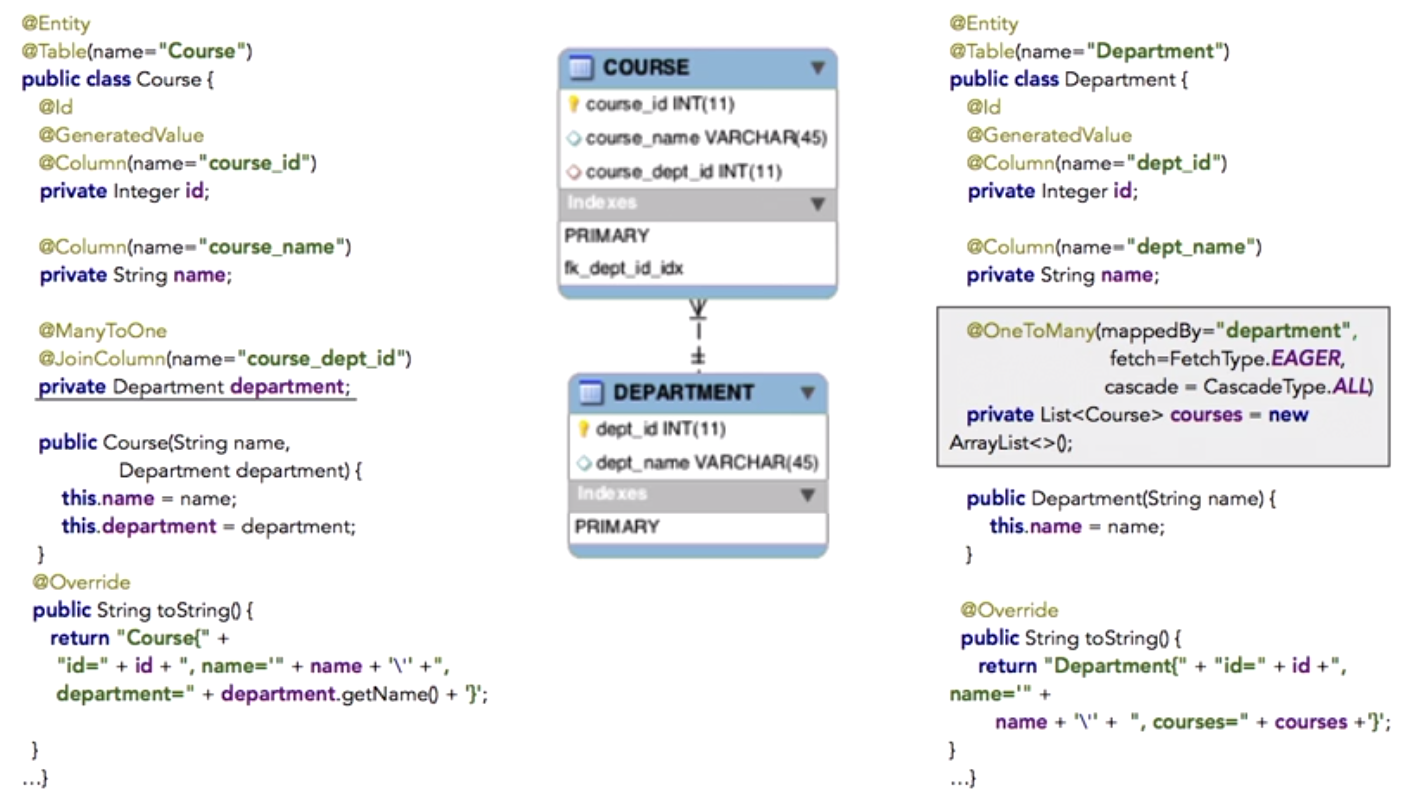 @Entity
@Table(name="Course")
public class Course {
@Id
@GeneratedValue
@Column(name="course_id")
private Integer id;
@Column(name="course_name")
private String name;
@ManyToOne
@JoinColumn(name="course_dept_id")
private Department department;
public Course(String name,
Department department) {
this.name = name;
this.department = department;
}
@Override
public String toString() {
return "Course{" +
"id=" + id + ", name='" + name + '\'' +",
department=" + department.getName() + '}';
}
...}
COURSE
course_id INT(11)
course_name VARCHAR(45)
course_dept_id INT(11)
Indexes
PRIMARY
fk_dept_id_idx
DEPARTMENT
dept_id INT(11)
dept_name VARCHAR(45)
Indexes
PRIMARY
@Entity
@Table(name="Department")
public class Department {
@Id
@GeneratedValue
@Column(name="dept_id")
private Integer id;
@Column(name="dept_name")
private String name;
@OneToMany(mappedBy="department",
fetch=FetchType.EAGER,
cascade = CascadeType.ALL)
private List<Course> courses = new
ArrayList<>();
public Department(String name) {
this.name = name;
}
@Override
public String toString() {
return "Department{" + "id=" + id +",
name='" +
name + '\'' + ", courses=" + courses +'}';
}
...}